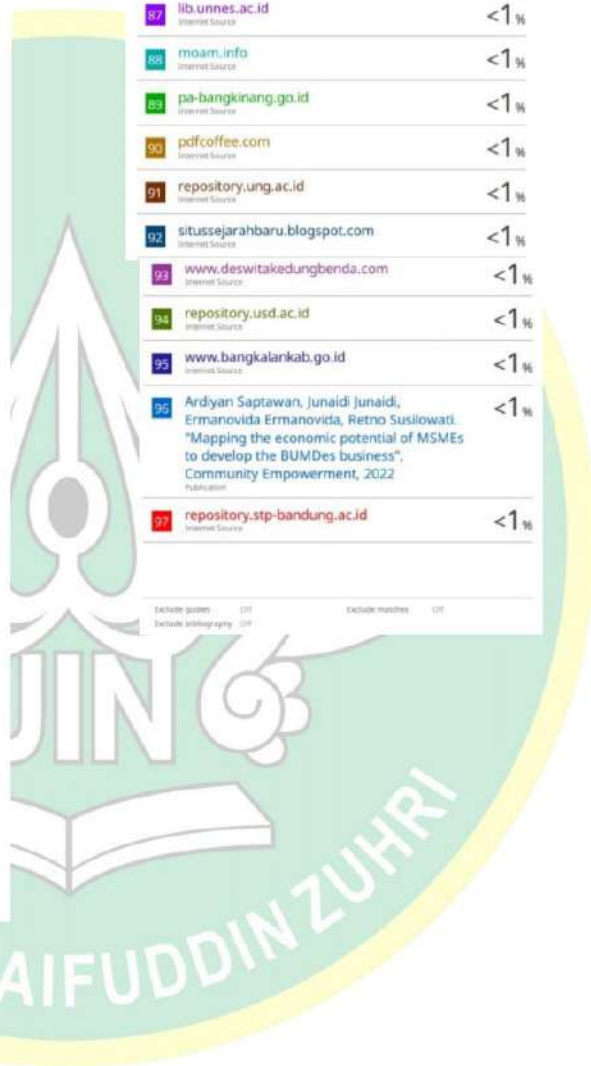 87 lib.unnes.ac.id <1%
Internet Source
88 moam.info <1%
Internet Source
89 pa-bangkinang.go.id <1%
Internet Source
90 pdfcoffee.com <1%
Internet Source
91 repository.ung.ac.id <1%
Internet Source
92 situssejarahbaru.blogspot.com <1%
Internet Source
93 www.deswitakedungbenda.com <1%
Internet Source
94 repository.usd.ac.id <1%
Internet Source
95 www.bangkalankab.go.id <1%
Internet Source
96 Ardiyan Saptawan, Junaidi Junaidi, <1%
Ermanovida Ermanovida, Retno Susilowati.
"Mapping the economic potential of MSMEs
to develop the BUMDes business",
Community Empowerment, 2022
Publication
97 repository.stp-bandung.ac.id <1%
Internet Source
Exclude quotes Off Exclude matches Off
Exclude bibliography Off
UIN
AIFUDDIN ZUHRI